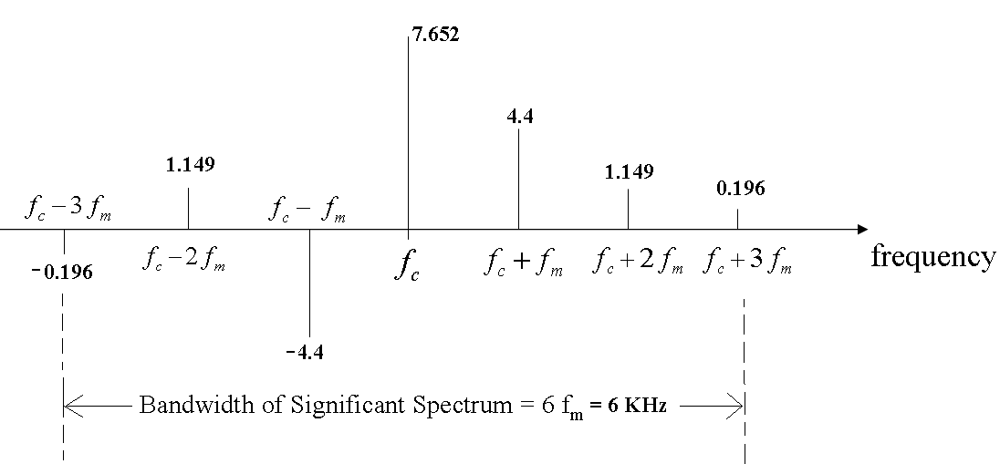 7.652
4.4
1.149
1.149
0.196
f_c − 3 f_m
f_c − f_m
−0.196
f_c − 2 f_m
f_c
f_c + f_m
f_c + 2 f_m
f_c + 3 f_m
frequency
−4.4
Bandwidth of Significant Spectrum = 6 f_m = 6 KHz